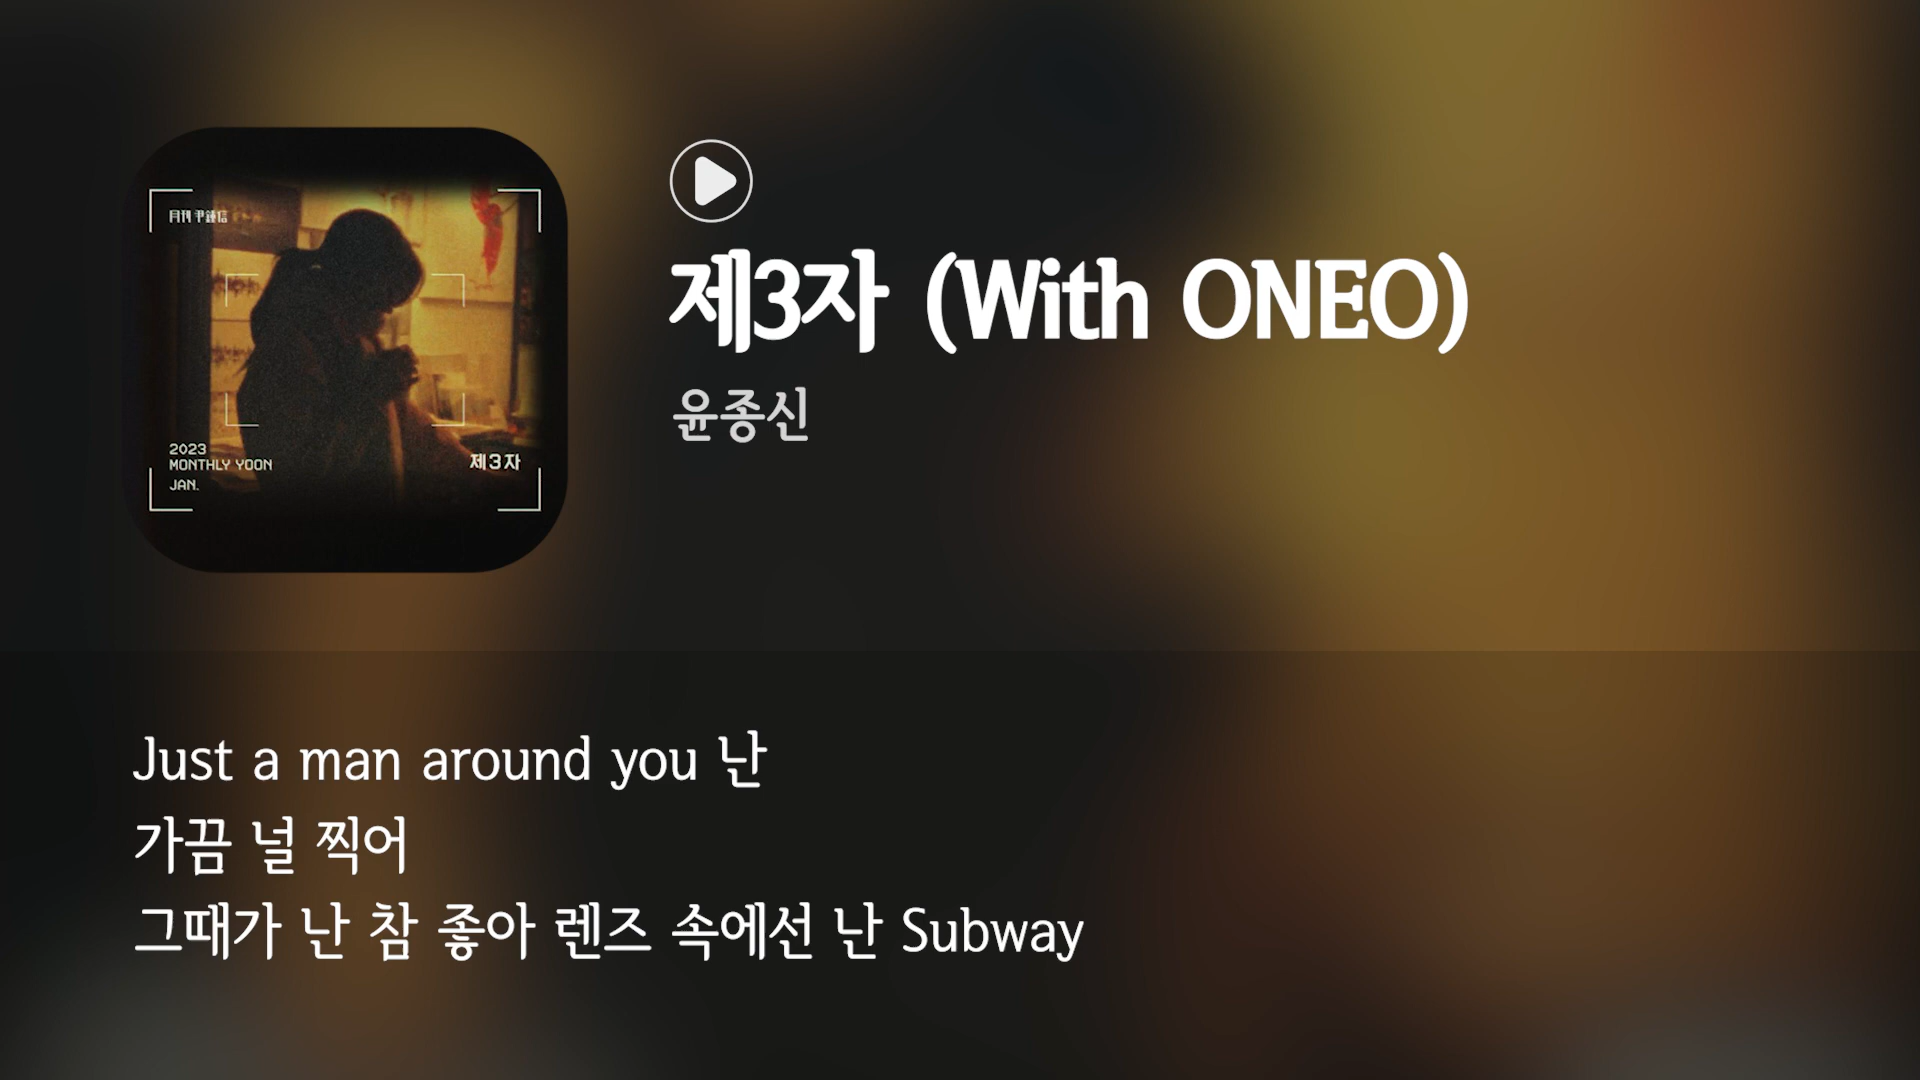 月刊 尹鍾信
2023
MONTHLY YOON
JAN.
제3자
제3자 (With ONEO)
윤종신
Just a man around you 난
가끔 널 찍어
그때가 난 참 좋아 렌즈 속에선 난 Subway